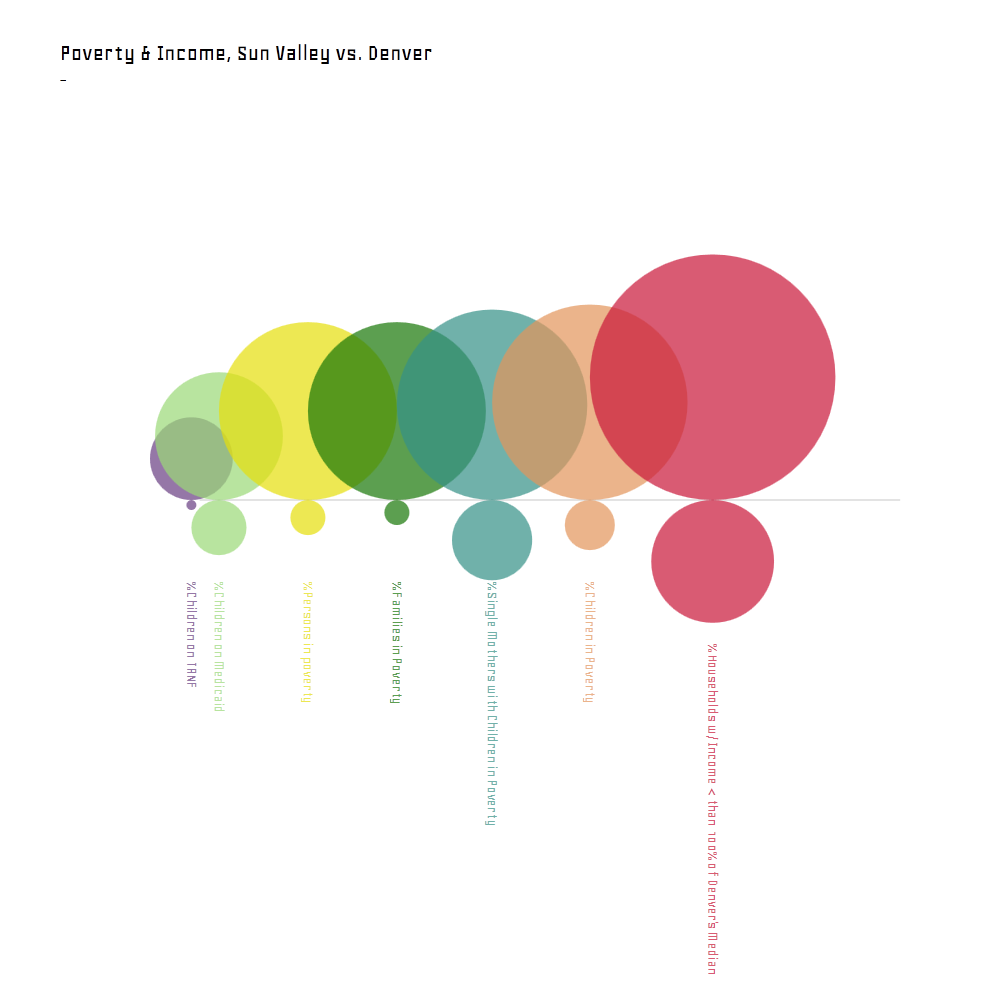 Poverty & Income, Sun Valley vs. Denver
–
% Children on TANF
% Children on Medicaid
% Persons in poverty
% Families in Poverty
% Single Mothers with Children in Poverty
% Children in Poverty
% Households w/ Income < than 100% of Denver's Median